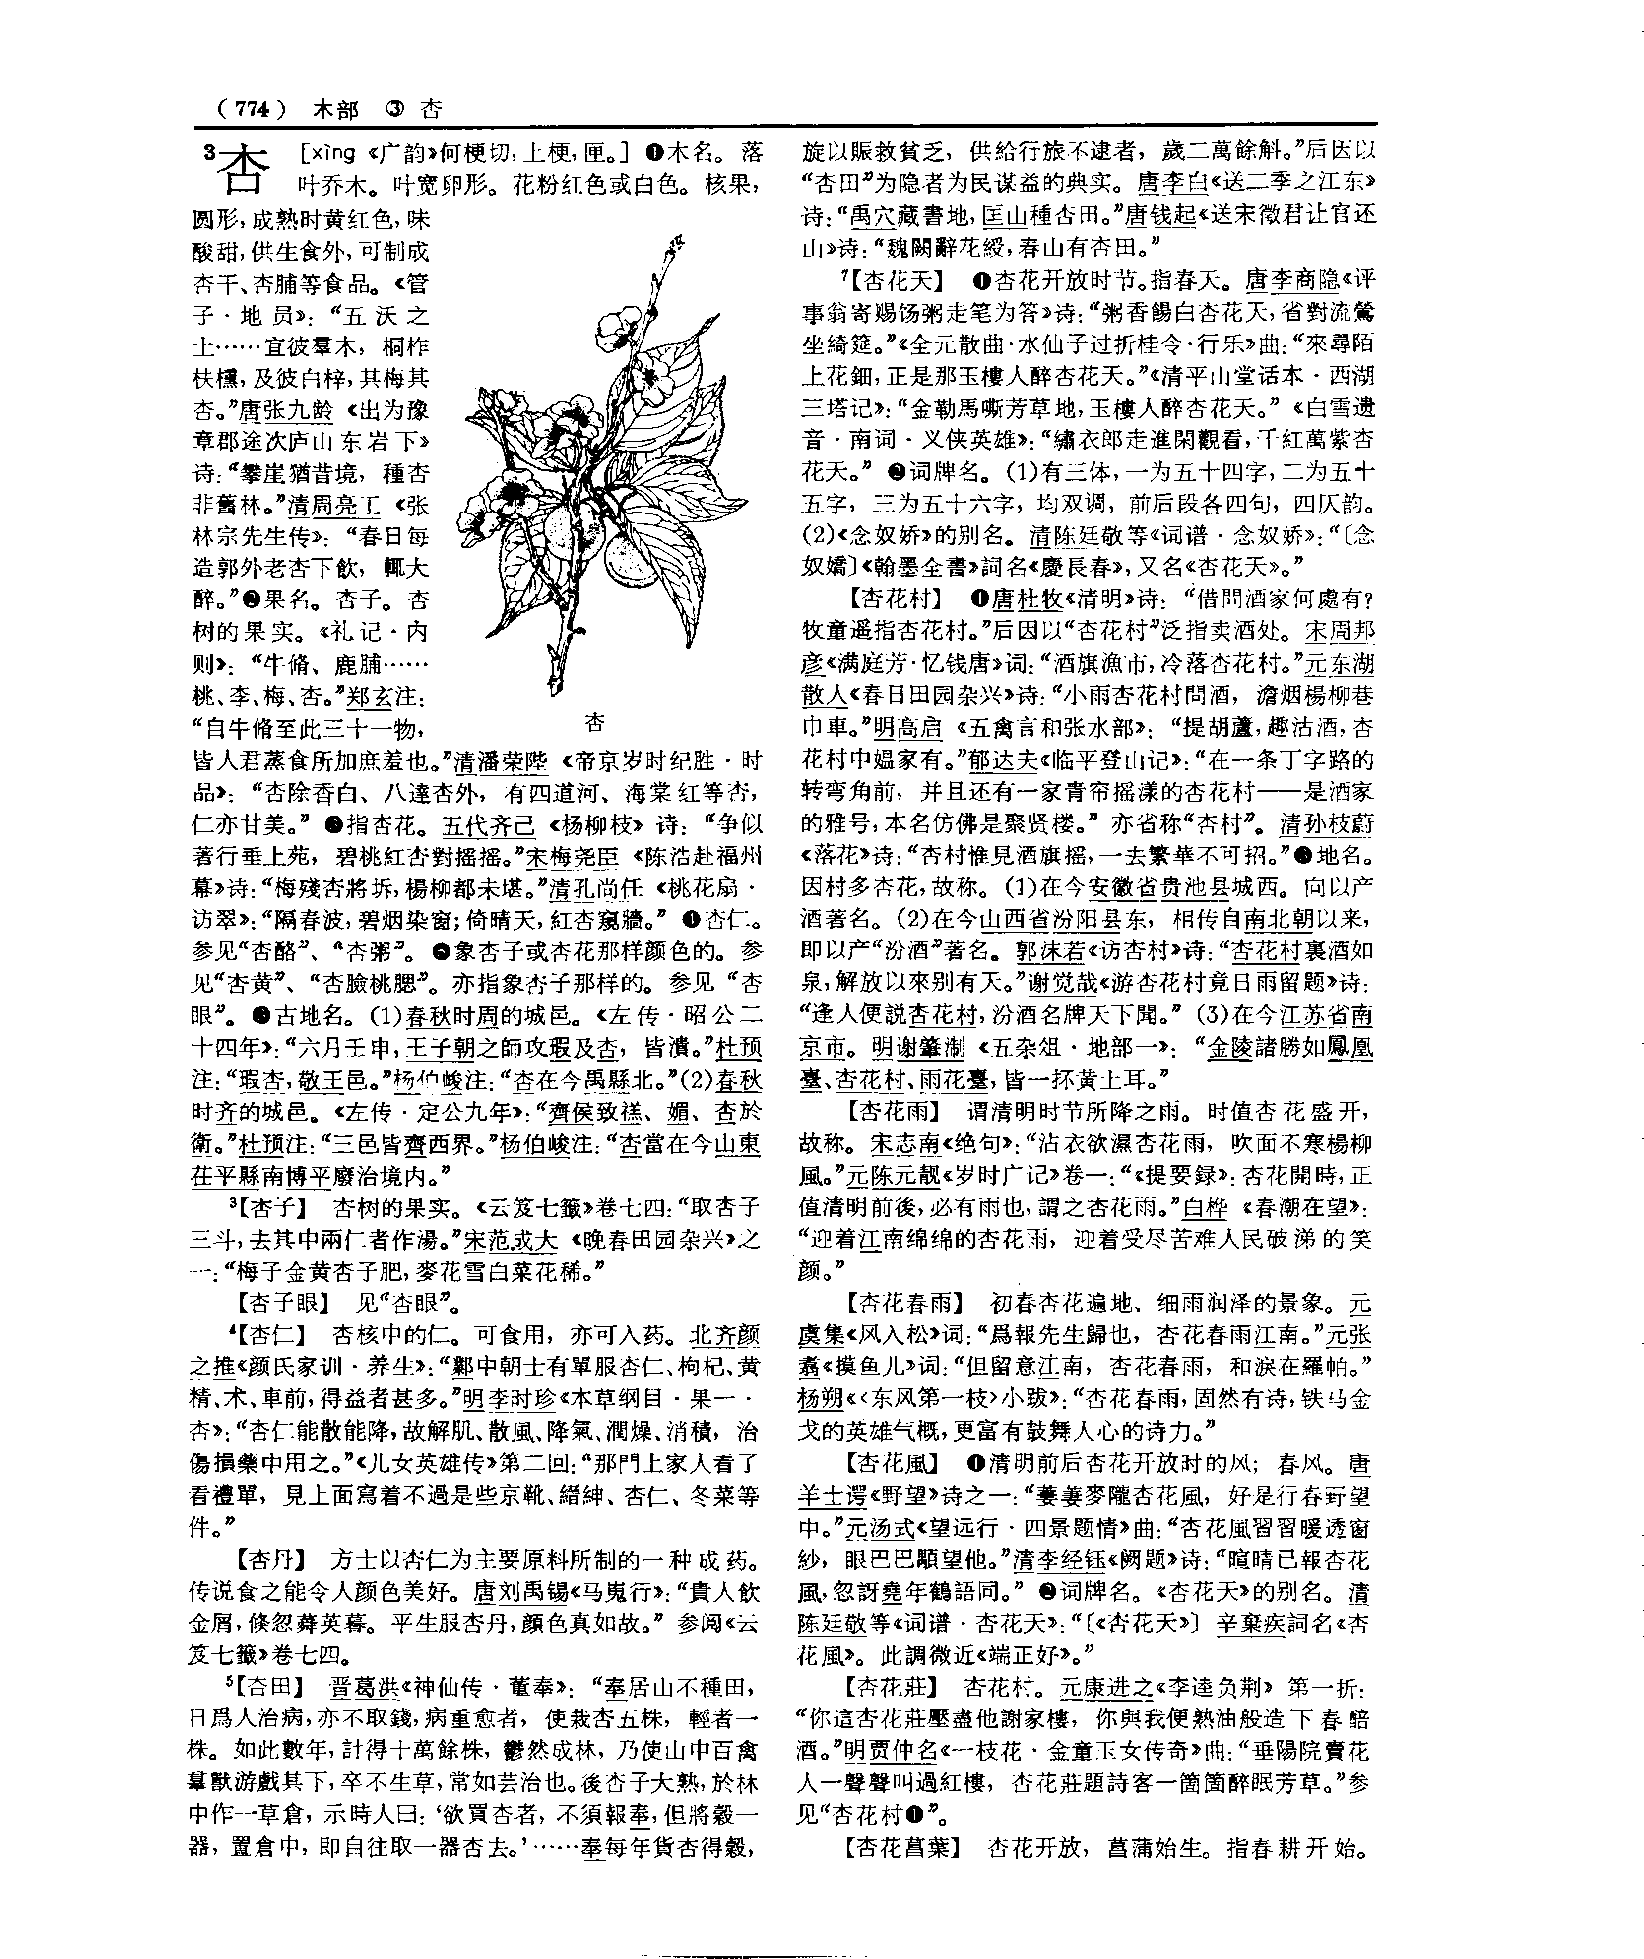 （774） 木部 ③ 杏
3杏 [xìng《广韵》何梗切，上梗，匣。] ❶木名。落
叶乔木。叶宽卵形。花粉红色或白色。核果，
圆形，成熟时黄红色，味
酸甜，供生食外，可制成
杏干、杏脯等食品。《管
子·地员》：“五沃之
土……宜彼羣木，桐柞
枎櫄，及彼白梓，其梅其
杏。”唐张九龄《出为豫
章郡途次庐山东岩下》
诗：“攀崖猶昔境，種杏
非舊林。”清周亮工《张
林宗先生传》：“春日每
造郭外老杏下飲，輒大
醉。”❷果名。杏子。杏
树的果实。《礼记·内
则》：“牛脩、鹿脯……
桃、李、梅、杏。”郑玄注：
“自牛脩至此三十一物，
杏
皆人君蒸食所加庶羞也。”清潘荣陛《帝京岁时纪胜·时
品》：“杏除香白、八達杏外，有四道河、海棠红等杏，
仁亦甘美。”❸指杏花。五代齐己《杨柳枝》诗：“争似
著行垂上苑，碧桃紅杏對摇摇。”宋梅尧臣《陈浩赴福州
幕》诗：“梅殘杏將坼，楊柳都未堪。”清孔尚任《桃花扇·
访翠》：“隔春波，碧烟染窗；倚晴天，紅杏窺牆。”❹杏仁。
参见“杏酪”、“杏粥”。❺象杏子或杏花那样颜色的。参
见“杏黄”、“杏臉桃腮”。亦指象杏子那样的。参见“杏
眼”。❻古地名。(1)春秋时周的城邑。《左传·昭公二
十四年》：“六月壬申，王子朝之師攻瑕及杏，皆潰。”杜预
注：“瑕杏，敬王邑。”杨伯峻注：“杏在今禹縣北。”(2)春秋
时齐的城邑。《左传·定公九年》：“齊侯致禚、媚、杏於
衛。”杜预注：“三邑皆齊西界。”杨伯峻注：“杏當在今山東
茌平縣南博平廢治境内。”
3【杏子】 杏树的果实。《云笈七籤》卷七四：“取杏子
三斗，去其中兩仁者作湯。”宋范成大《晚春田园杂兴》之
一：“梅子金黄杏子肥，麥花雪白菜花稀。”
【杏子眼】 见“杏眼”。
4【杏仁】 杏核中的仁。可食用，亦可入药。北齐颜
之推《颜氏家训·养生》：“鄴中朝士有單服杏仁、枸杞、黄
精、术、車前，得益者甚多。”明李时珍《本草纲目·果一·
杏》：“杏仁能散能降，故解肌、散風、降氣、潤燥、消積，治
傷損藥中用之。”《儿女英雄传》第二回：“那門上家人看了
看禮單，見上面寫着不過是些京靴、縉紳、杏仁、冬菜等
件。”
【杏丹】 方士以杏仁为主要原料所制的一种成药。
传说食之能令人颜色美好。唐刘禹锡《马嵬行》：“貴人飲
金屑，倏忽蕣英暮。平生服杏丹，顔色真如故。”参阅《云
笈七籤》卷七四。
5【杏田】 晋葛洪《神仙传·董奉》：“奉居山不種田，
日爲人治病，亦不取錢，病重愈者，使栽杏五株，輕者一
株。如此數年，計得十萬餘株，鬱然成林，乃使山中百禽
羣獸游戲其下，卒不生草，常如芸治也。後杏子大熟，於林
中作一草倉，示時人曰：‘欲買杏者，不須報奉，但將穀一
器，置倉中，即自往取一器杏去。’……奉每年貨杏得穀，
旋以賑救貧乏，供給行旅不逮者，歲二萬餘斛。”后因以
“杏田”为隐者为民谋益的典实。唐李白《送二季之江东》
诗：“禹穴藏書地，匡山種杏田。”唐钱起《送宋徵君让官还
山》诗：“魏闕辭花綬，春山有杏田。”
7【杏花天】 ❶杏花开放时节。指春天。唐李商隐《评
事翁寄赐饧粥走笔为答》诗：“粥香餳白杏花天，省對流鶯
坐綺筵。”《全元散曲·水仙子过折桂令·行乐》曲：“來尋陌
上花鈿，正是那玉樓人醉杏花天。”《清平山堂话本·西湖
三塔记》：“金勒馬嘶芳草地，玉樓人醉杏花天。”《白雪遗
音·南词·义侠英雄》：“繡衣郎走進閑觀看，千紅萬紫杏
花天。”❷词牌名。(1)有三体，一为五十四字，二为五十
五字，三为五十六字，均双调，前后段各四句，四仄韵。
(2)《念奴娇》的别名。清陈廷敬等《词谱·念奴娇》：“〔念
奴嬌〕《翰墨全書》詞名《慶長春》，又名《杏花天》。”
【杏花村】 ❶唐杜牧《清明》诗：“借問酒家何處有？
牧童遥指杏花村。”后因以“杏花村”泛指卖酒处。宋周邦
彦《满庭芳·忆钱唐》词：“酒旗漁市，冷落杏花村。”元东湖
散人《春日田园杂兴》诗：“小雨杏花村問酒，澹烟楊柳巷
巾車。”明高启《五禽言和张水部》：“提胡蘆，趣沽酒，杏
花村中媪家有。”郁达夫《临平登山记》：“在一条丁字路的
转弯角前，并且还有一家青帘摇漾的杏花村——是酒家
的雅号，本名仿佛是聚贤楼。”亦省称“杏村”。清孙枝蔚
《落花》诗：“杏村惟見酒旗摇，一去繁華不可招。”❷地名。
因村多杏花，故称。(1)在今安徽省贵池县城西。向以产
酒著名。(2)在今山西省汾阳县东，相传自南北朝以来，
即以产“汾酒”著名。郭沫若《访杏村》诗：“杏花村裏酒如
泉，解放以來别有天。”谢觉哉《游杏花村竟日雨留题》诗：
“逢人便説杏花村，汾酒名牌天下聞。”(3)在今江苏省南
京市。明谢肇淛《五杂俎·地部一》：“金陵諸勝如鳳凰
臺、杏花村、雨花臺，皆一抔黄土耳。”
【杏花雨】 谓清明时节所降之雨。时值杏花盛开，
故称。宋志南《绝句》：“沾衣欲濕杏花雨，吹面不寒楊柳
風。”元陈元靓《岁时广记》卷一：“《提要録》：杏花開時，正
值清明前後，必有雨也，謂之杏花雨。”白桦《春潮在望》：
“迎着江南绵绵的杏花雨，迎着受尽苦难人民破涕的笑
颜。”
【杏花春雨】 初春杏花遍地、细雨润泽的景象。元
虞集《风入松》词：“爲報先生歸也，杏花春雨江南。”元张
翥《摸鱼儿》词：“但留意江南，杏花春雨，和淚在羅帕。”
杨朔《〈东风第一枝〉小跋》：“杏花春雨，固然有诗，铁马金
戈的英雄气概，更富有鼓舞人心的诗力。”
【杏花風】 ❶清明前后杏花开放时的风；春风。唐
羊士谔《野望》诗之一：“萋萋麥隴杏花風，好是行春野望
中。”元汤式《望远行·四景题情》曲：“杏花風習習暖透窗
紗，眼巴巴顒望他。”清李经钰《阙题》诗：“暄晴已報杏花
風，忽訝堯年鶴語同。”❷词牌名。《杏花天》的别名。清
陈廷敬等《词谱·杏花天》：“〔《杏花天》〕辛棄疾詞名《杏
花風》。此調微近《端正好》。”
【杏花莊】 杏花村。元康进之《李逵负荆》第一折：
“你這杏花莊壓盡他謝家樓，你與我便熟油般造下春醅
酒。”明贾仲名《一枝花·金童玉女传奇》曲：“垂陽院賣花
人一聲聲叫過紅樓，杏花莊題詩客一箇箇醉眠芳草。”参
见“杏花村❶”。
【杏花菖葉】 杏花开放，菖蒲始生。指春耕开始。